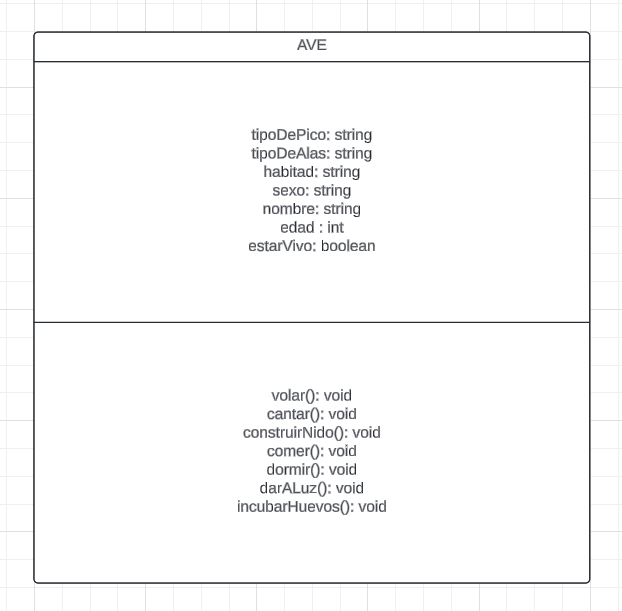 AVE
tipoDePico: string
tipoDeAlas: string
habitad: string
sexo: string
nombre: string
edad : int
estarVivo: boolean
volar(): void
cantar(): void
construirNido(): void
comer(): void
dormir(): void
darALuz(): void
incubarHuevos(): void